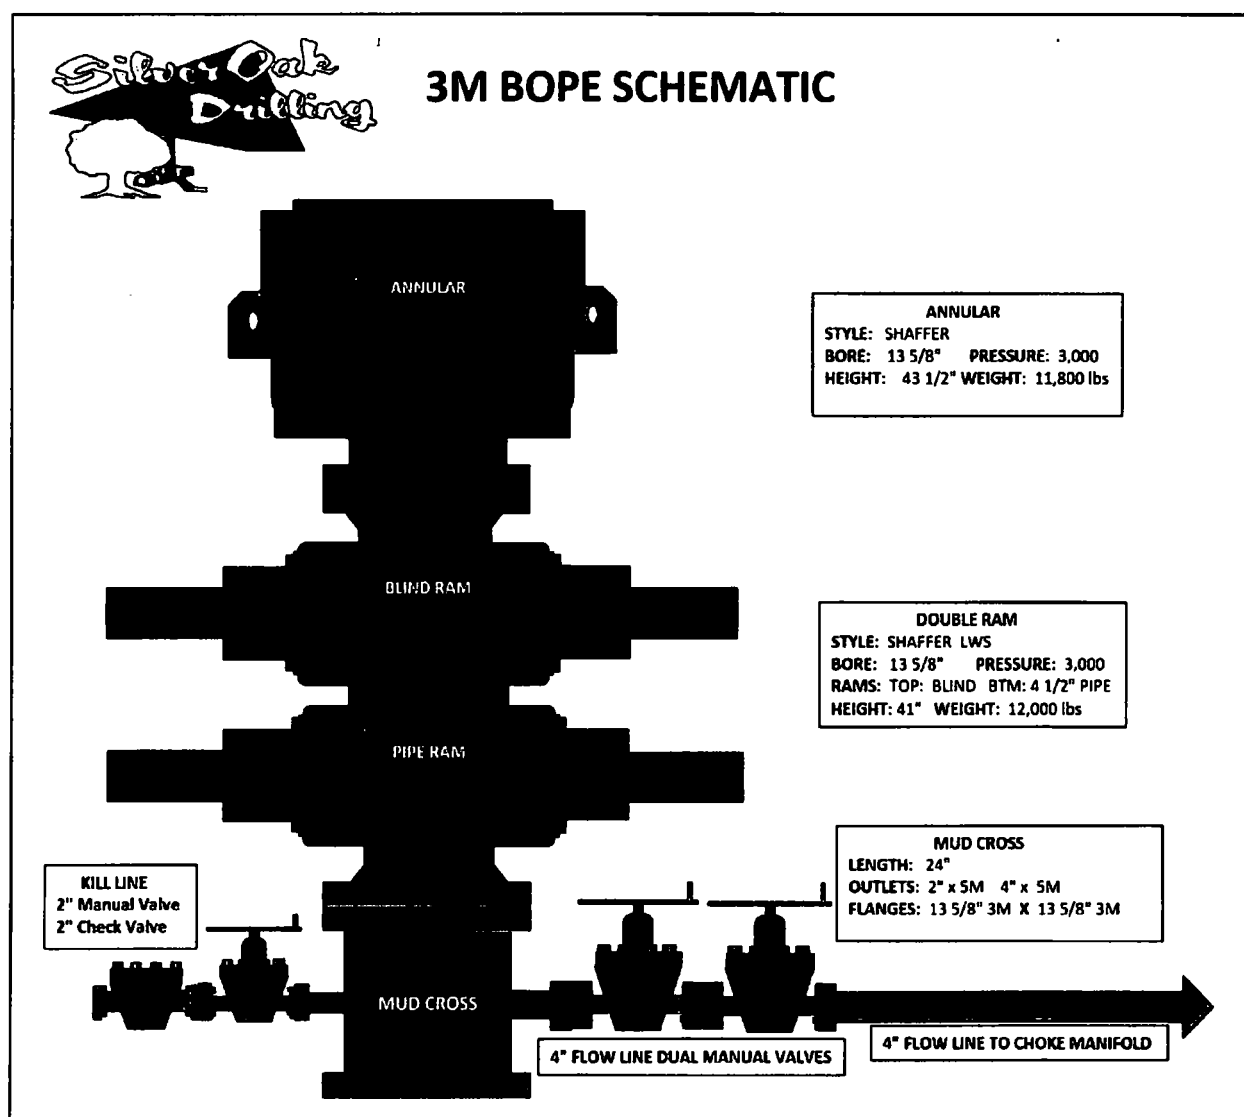 Silver Oak
Drilling
3M BOPE SCHEMATIC
ANNULAR
ANNULAR
STYLE: SHAFFER
BORE: 13 5/8" PRESSURE: 3,000
HEIGHT: 43 1/2" WEIGHT: 11,800 lbs
BLIND RAM
DOUBLE RAM
STYLE: SHAFFER LWS
BORE: 13 5/8" PRESSURE: 3,000
RAMS: TOP: BLIND BTM: 4 1/2" PIPE
HEIGHT: 41" WEIGHT: 12,000 lbs
PIPE RAM
MUD CROSS
LENGTH: 24"
OUTLETS: 2" x 5M 4" x 5M
FLANGES: 13 5/8" 3M X 13 5/8" 3M
KILL LINE
2" Manual Valve
2" Check Valve
MUD CROSS
4" FLOW LINE DUAL MANUAL VALVES
4" FLOW LINE TO CHOKE MANIFOLD